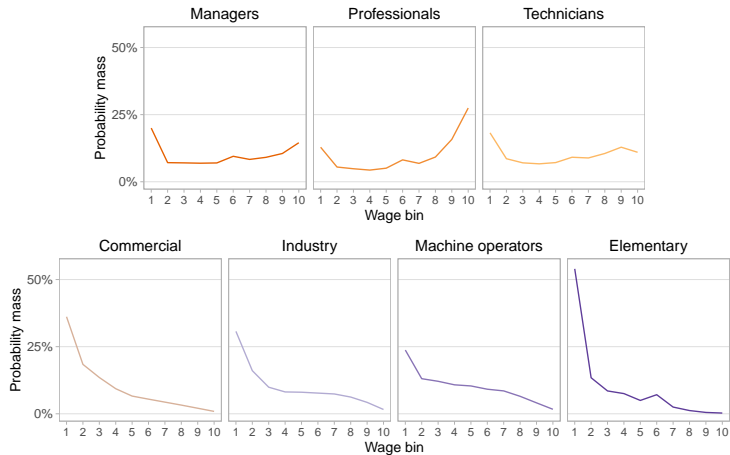 Managers Professionals Technicians
50%
25%
0%
Probability mass
1 2 3 4 5 6 7 8 9 10 1 2 3 4 5 6 7 8 9 10 1 2 3 4 5 6 7 8 9 10
Wage bin
Commercial Industry Machine operators Elementary
50%
25%
0%
Probability mass
1 2 3 4 5 6 7 8 9 10 1 2 3 4 5 6 7 8 9 10 1 2 3 4 5 6 7 8 9 10 1 2 3 4 5 6 7 8 9 10
Wage bin